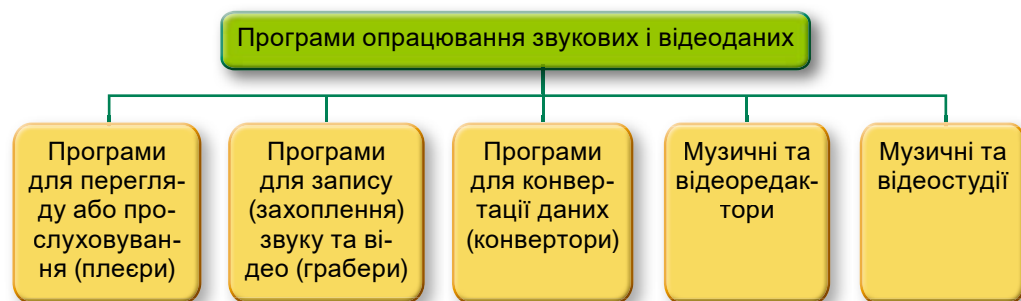 Програми опрацювання звукових і відеоданих
Програми
для перегля-
ду або про-
слуховуван-
ня (плеєри)
Програми
для запису
(захоплення)
звуку та ві-
део (грабери)
Програми
для конвер-
тації даних
(конвертори)
Музичні та
відеоредак-
тори
Музичні та
відеостудії